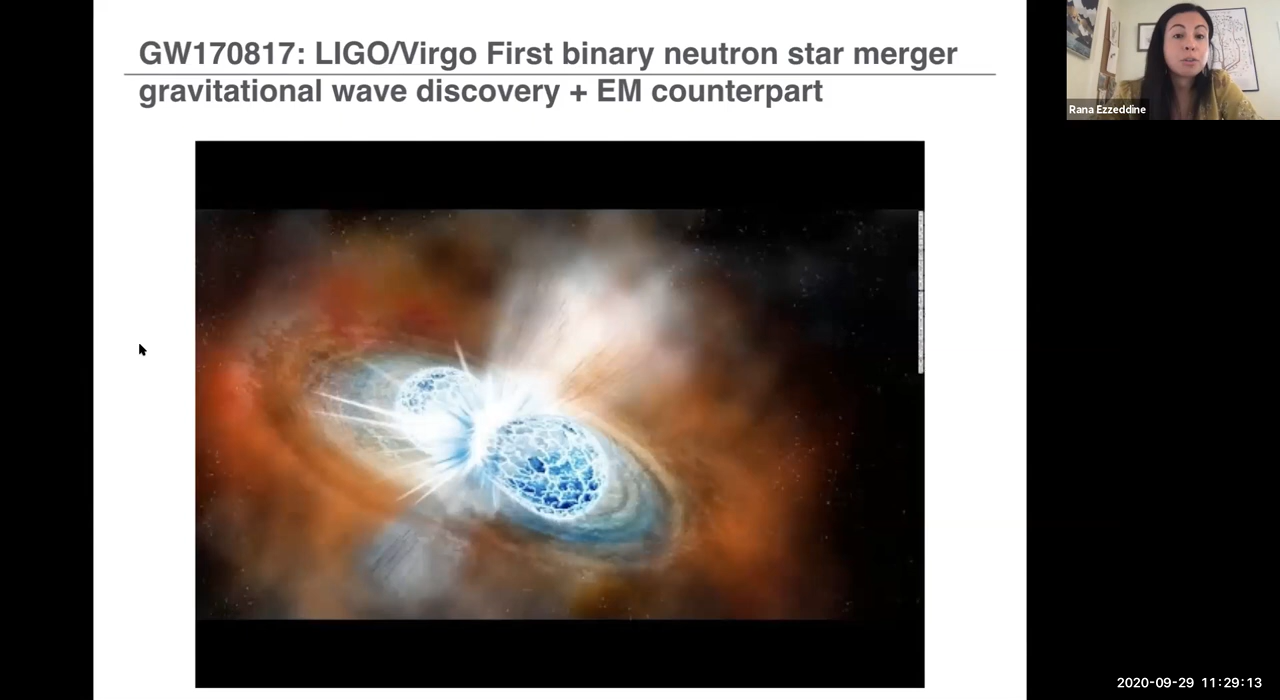 GW170817: LIGO/Virgo First binary neutron star merger
gravitational wave discovery + EM counterpart
Rana Ezzeddine
2020-09-29 11:29:13